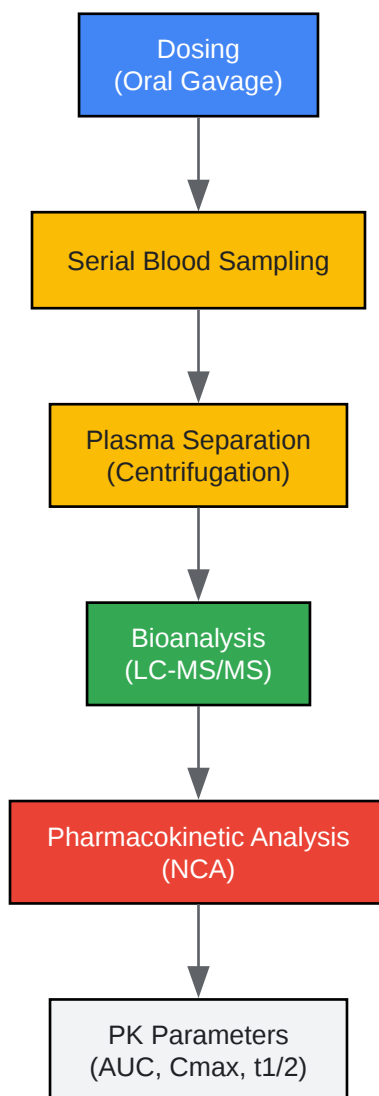 Dosing
(Oral Gavage)
Serial Blood Sampling
Plasma Separation
(Centrifugation)
Bioanalysis
(LC-MS/MS)
Pharmacokinetic Analysis
(NCA)
PK Parameters
(AUC, Cmax, t1/2)